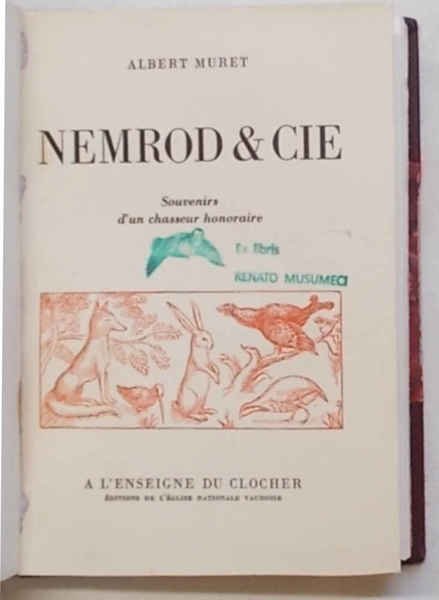 ALBERT MURET
NEMROD & CIE
Souvenirs
d'un chasseur honoraire
Ex libris
RENATO MUSUMECI
A L'ENSEIGNE DU CLOCHER
ÉDITIONS DE L'ÉGLISE NATIONALE VAUDOISE